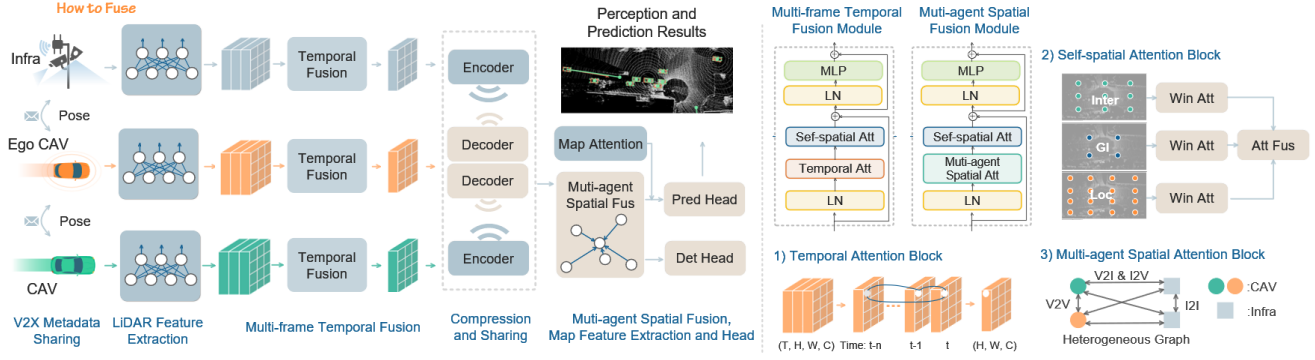 How to Fuse
Infra
Pose
Ego CAV
Pose
CAV
V2X Metadata
Sharing
LiDAR Feature
Extraction
Temporal
Fusion
Temporal
Fusion
Temporal
Fusion
Multi-frame Temporal Fusion
Encoder
Decoder
Decoder
Encoder
Compression
and Sharing
Perception and
Prediction Results
Map Attention
Muti-agent
Spatial Fus
Pred Head
Det Head
Muti-agent Spatial Fusion,
Map Feature Extraction and Head
Multi-frame Temporal
Fusion Module
MLP
LN
Sef-spatial Att
Temporal Att
LN
Muti-agent Spatial
Fusion Module
MLP
LN
Sef-spatial Att
Muti-agent
Spatial Att
LN
1) Temporal Attention Block
(T, H, W, C)
Time: t-n
t-1
t
(H, W, C)
2) Self-spatial Attention Block
Inter
Win Att
Gl
Win Att
Att Fus
Loc
Win Att
3) Multi-agent Spatial Attention Block
V2I & I2V
V2V
I2I
:CAV
:Infra
Heterogeneous Graph